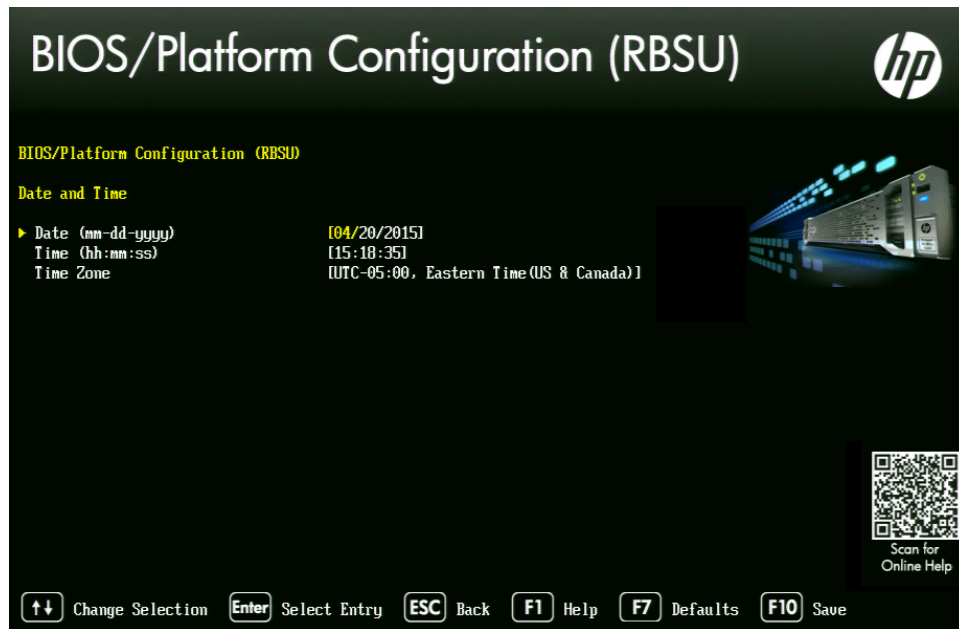 BIOS/Platform Configuration (RBSU)
hp
BIOS/Platform Configuration (RBSU)
Date and Time
Date (mm-dd-yyyy) [04/20/2015]
Time (hh:mm:ss) [15:18:35]
Time Zone [UTC-05:00, Eastern Time(US & Canada)]
Scan for
Online Help
↑↓ Change Selection Enter Select Entry ESC Back F1 Help F7 Defaults F10 Save